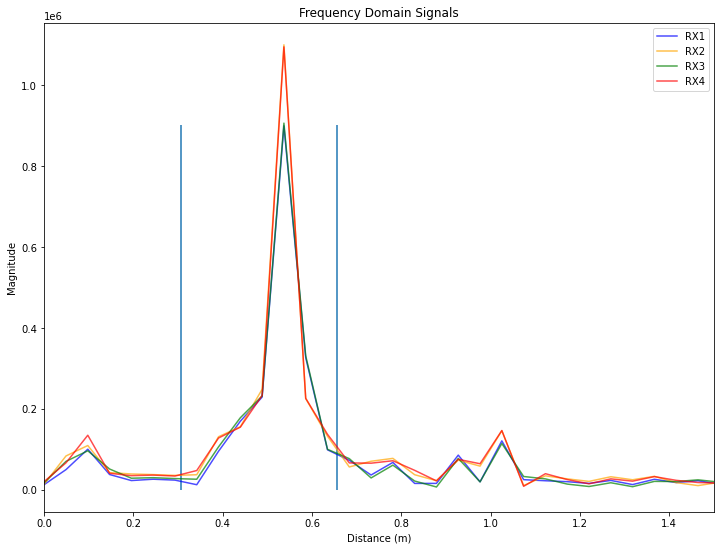 Frequency Domain Signals
1e6
RX1
RX2
RX3
RX4
1.0
0.8
0.6
0.4
0.2
0.0
Magnitude
0.0 0.2 0.4 0.6 0.8 1.0 1.2 1.4
Distance (m)